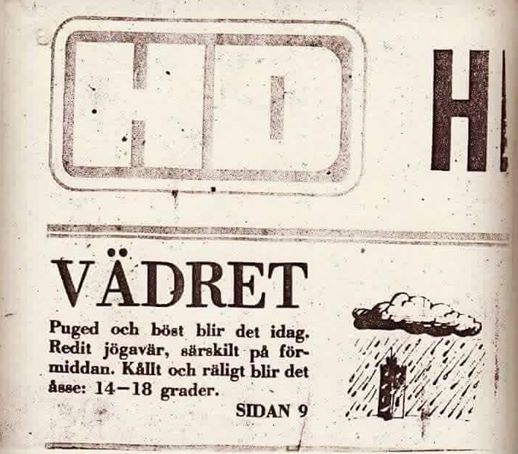 HD H
VÄDRET
Puged och böst blir det idag.
Redit jögavär, särskilt på för-
middan. Kållt och räligt blir det
åsse: 14—18 grader.
SIDAN 9